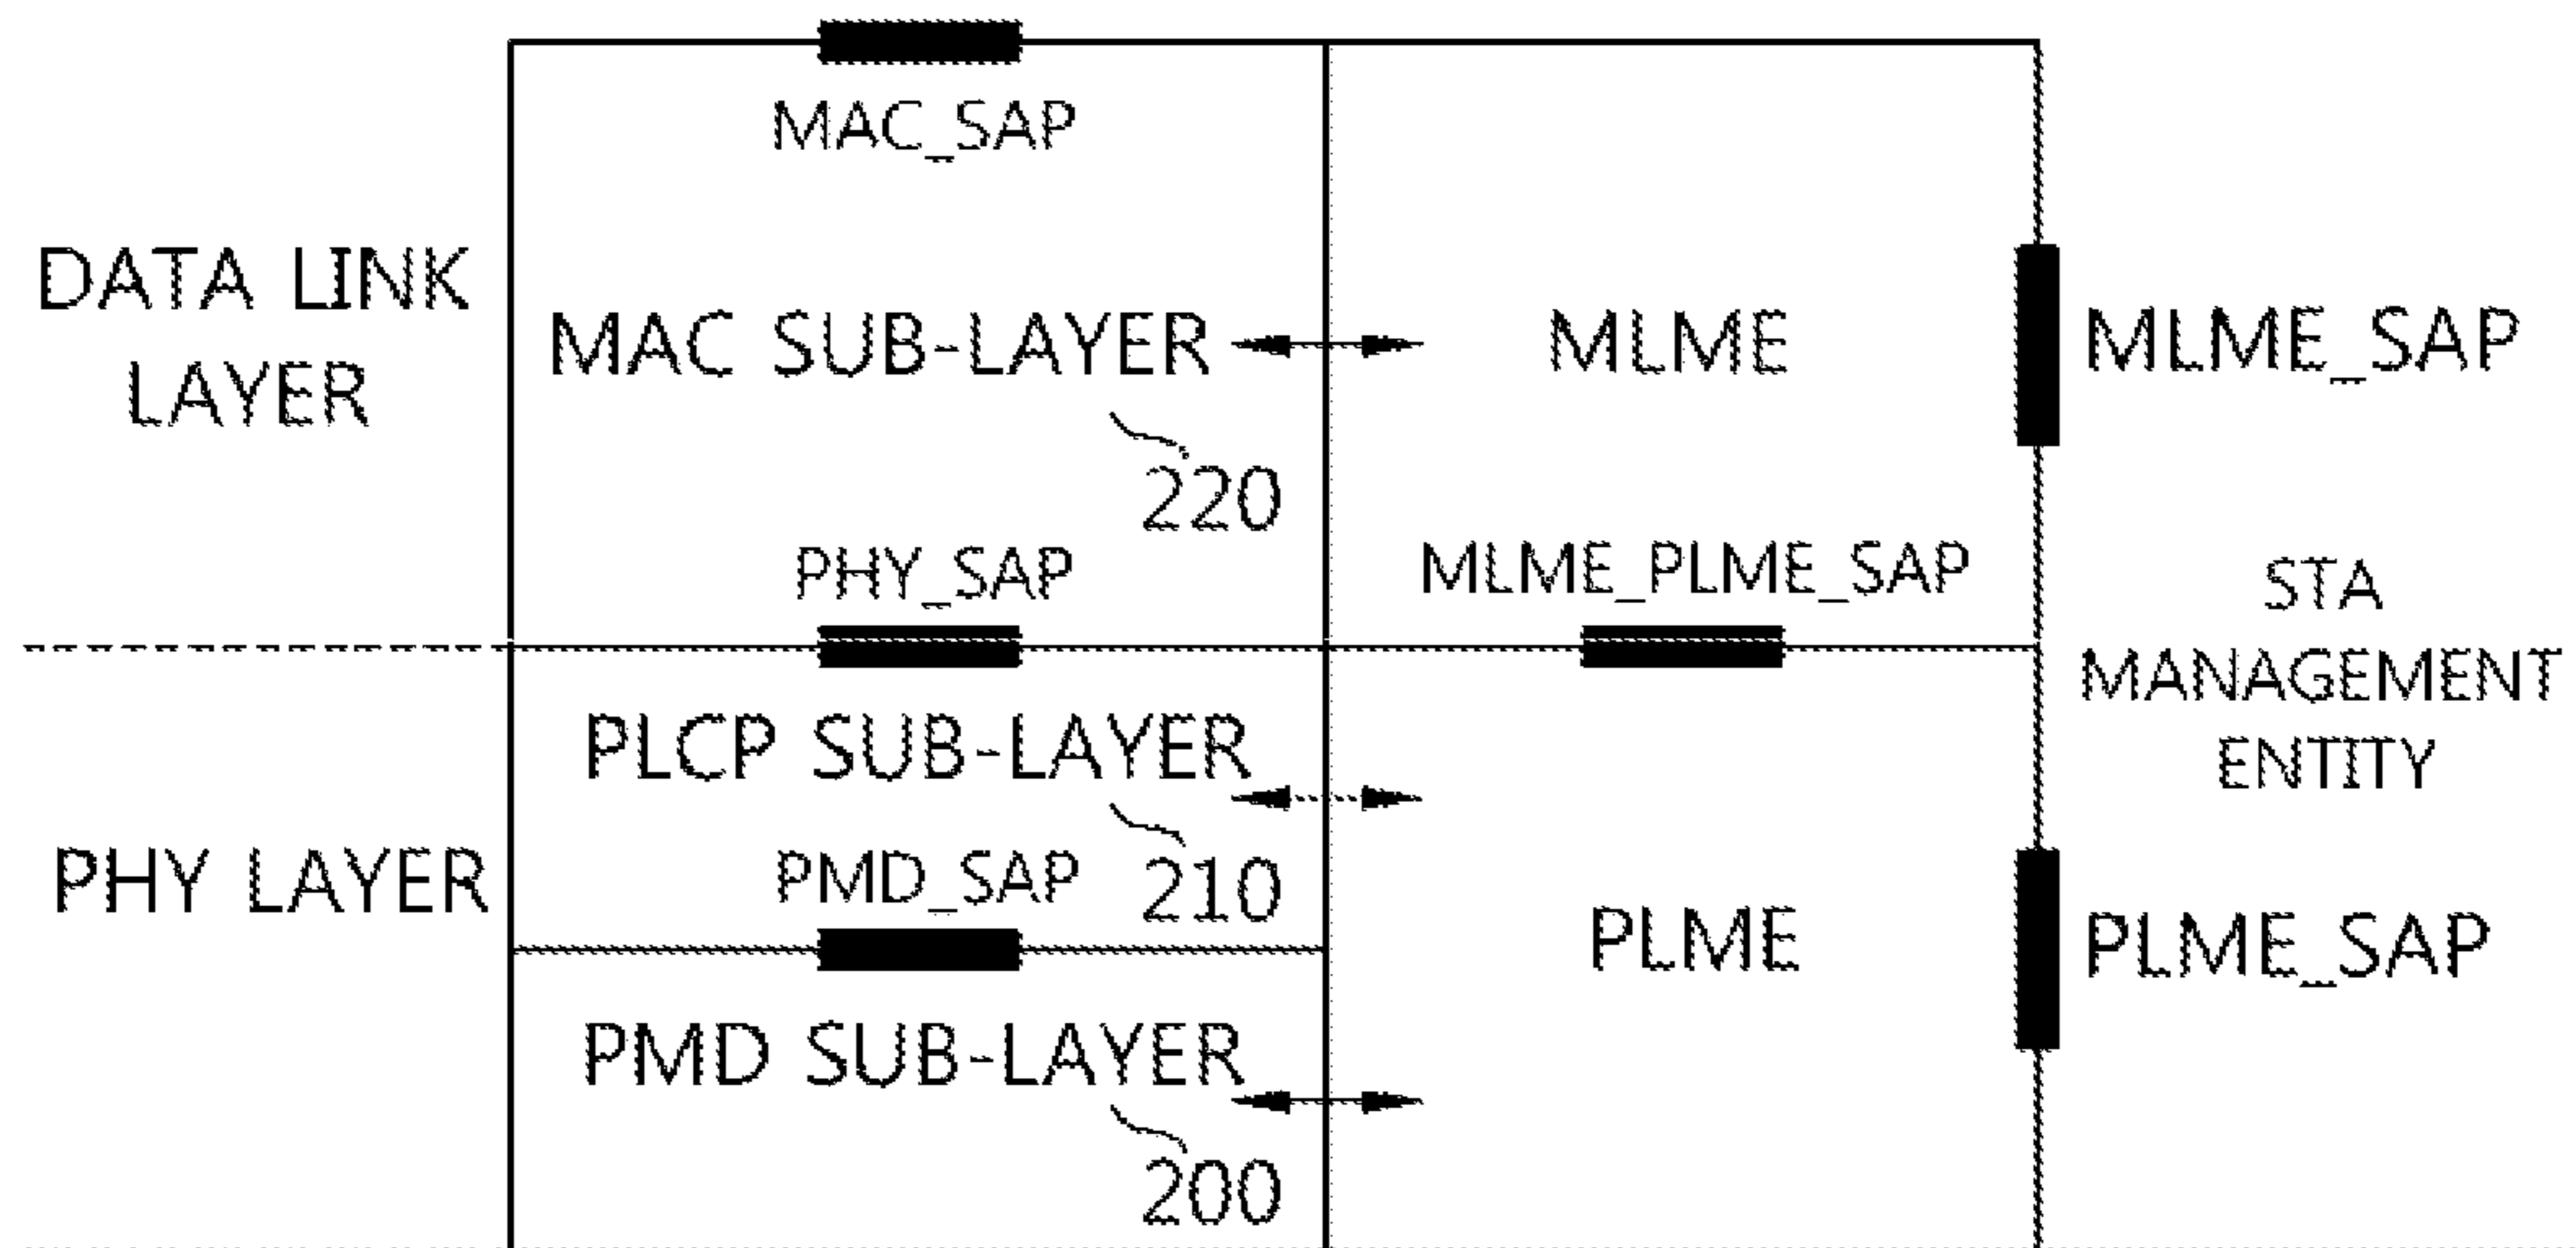 MAC_SAP
DATA LINK
LAYER
MAC SUB-LAYER
MLME
MLME_SAP
220
PHY_SAP
MLME_PLME_SAP
STA
MANAGEMENT
ENTITY
PLCP SUB-LAYER
210
PHY LAYER
PMD_SAP
PLME
PLME_SAP
PMD SUB-LAYER
200